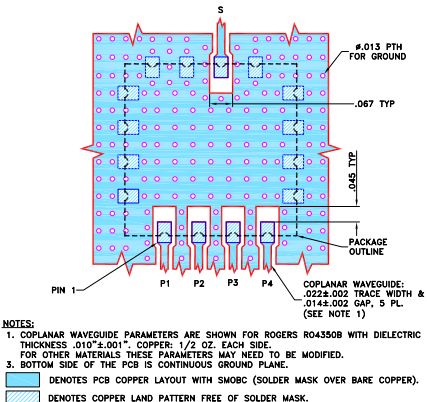 S
ø.013 PTH
FOR GROUND
.067 TYP
.045 TYP
PACKAGE
OUTLINE
PIN 1
P1 P2 P3 P4
COPLANAR WAVEGUIDE:
.022±.002 TRACE WIDTH &
.014±.002 GAP, 5 PL.
(SEE NOTE 1)
NOTES:
1. COPLANAR WAVEGUIDE PARAMETERS ARE SHOWN FOR ROGERS RO4350B WITH DIELECTRIC
THICKNESS .010"±.001". COPPER: 1/2 OZ. EACH SIDE.
FOR OTHER MATERIALS THESE PARAMETERS MAY NEED TO BE MODIFIED.
3. BOTTOM SIDE OF THE PCB IS CONTINUOUS GROUND PLANE.
DENOTES PCB COPPER LAYOUT WITH SMOBC (SOLDER MASK OVER BARE COPPER).
DENOTES COPPER LAND PATTERN FREE OF SOLDER MASK.